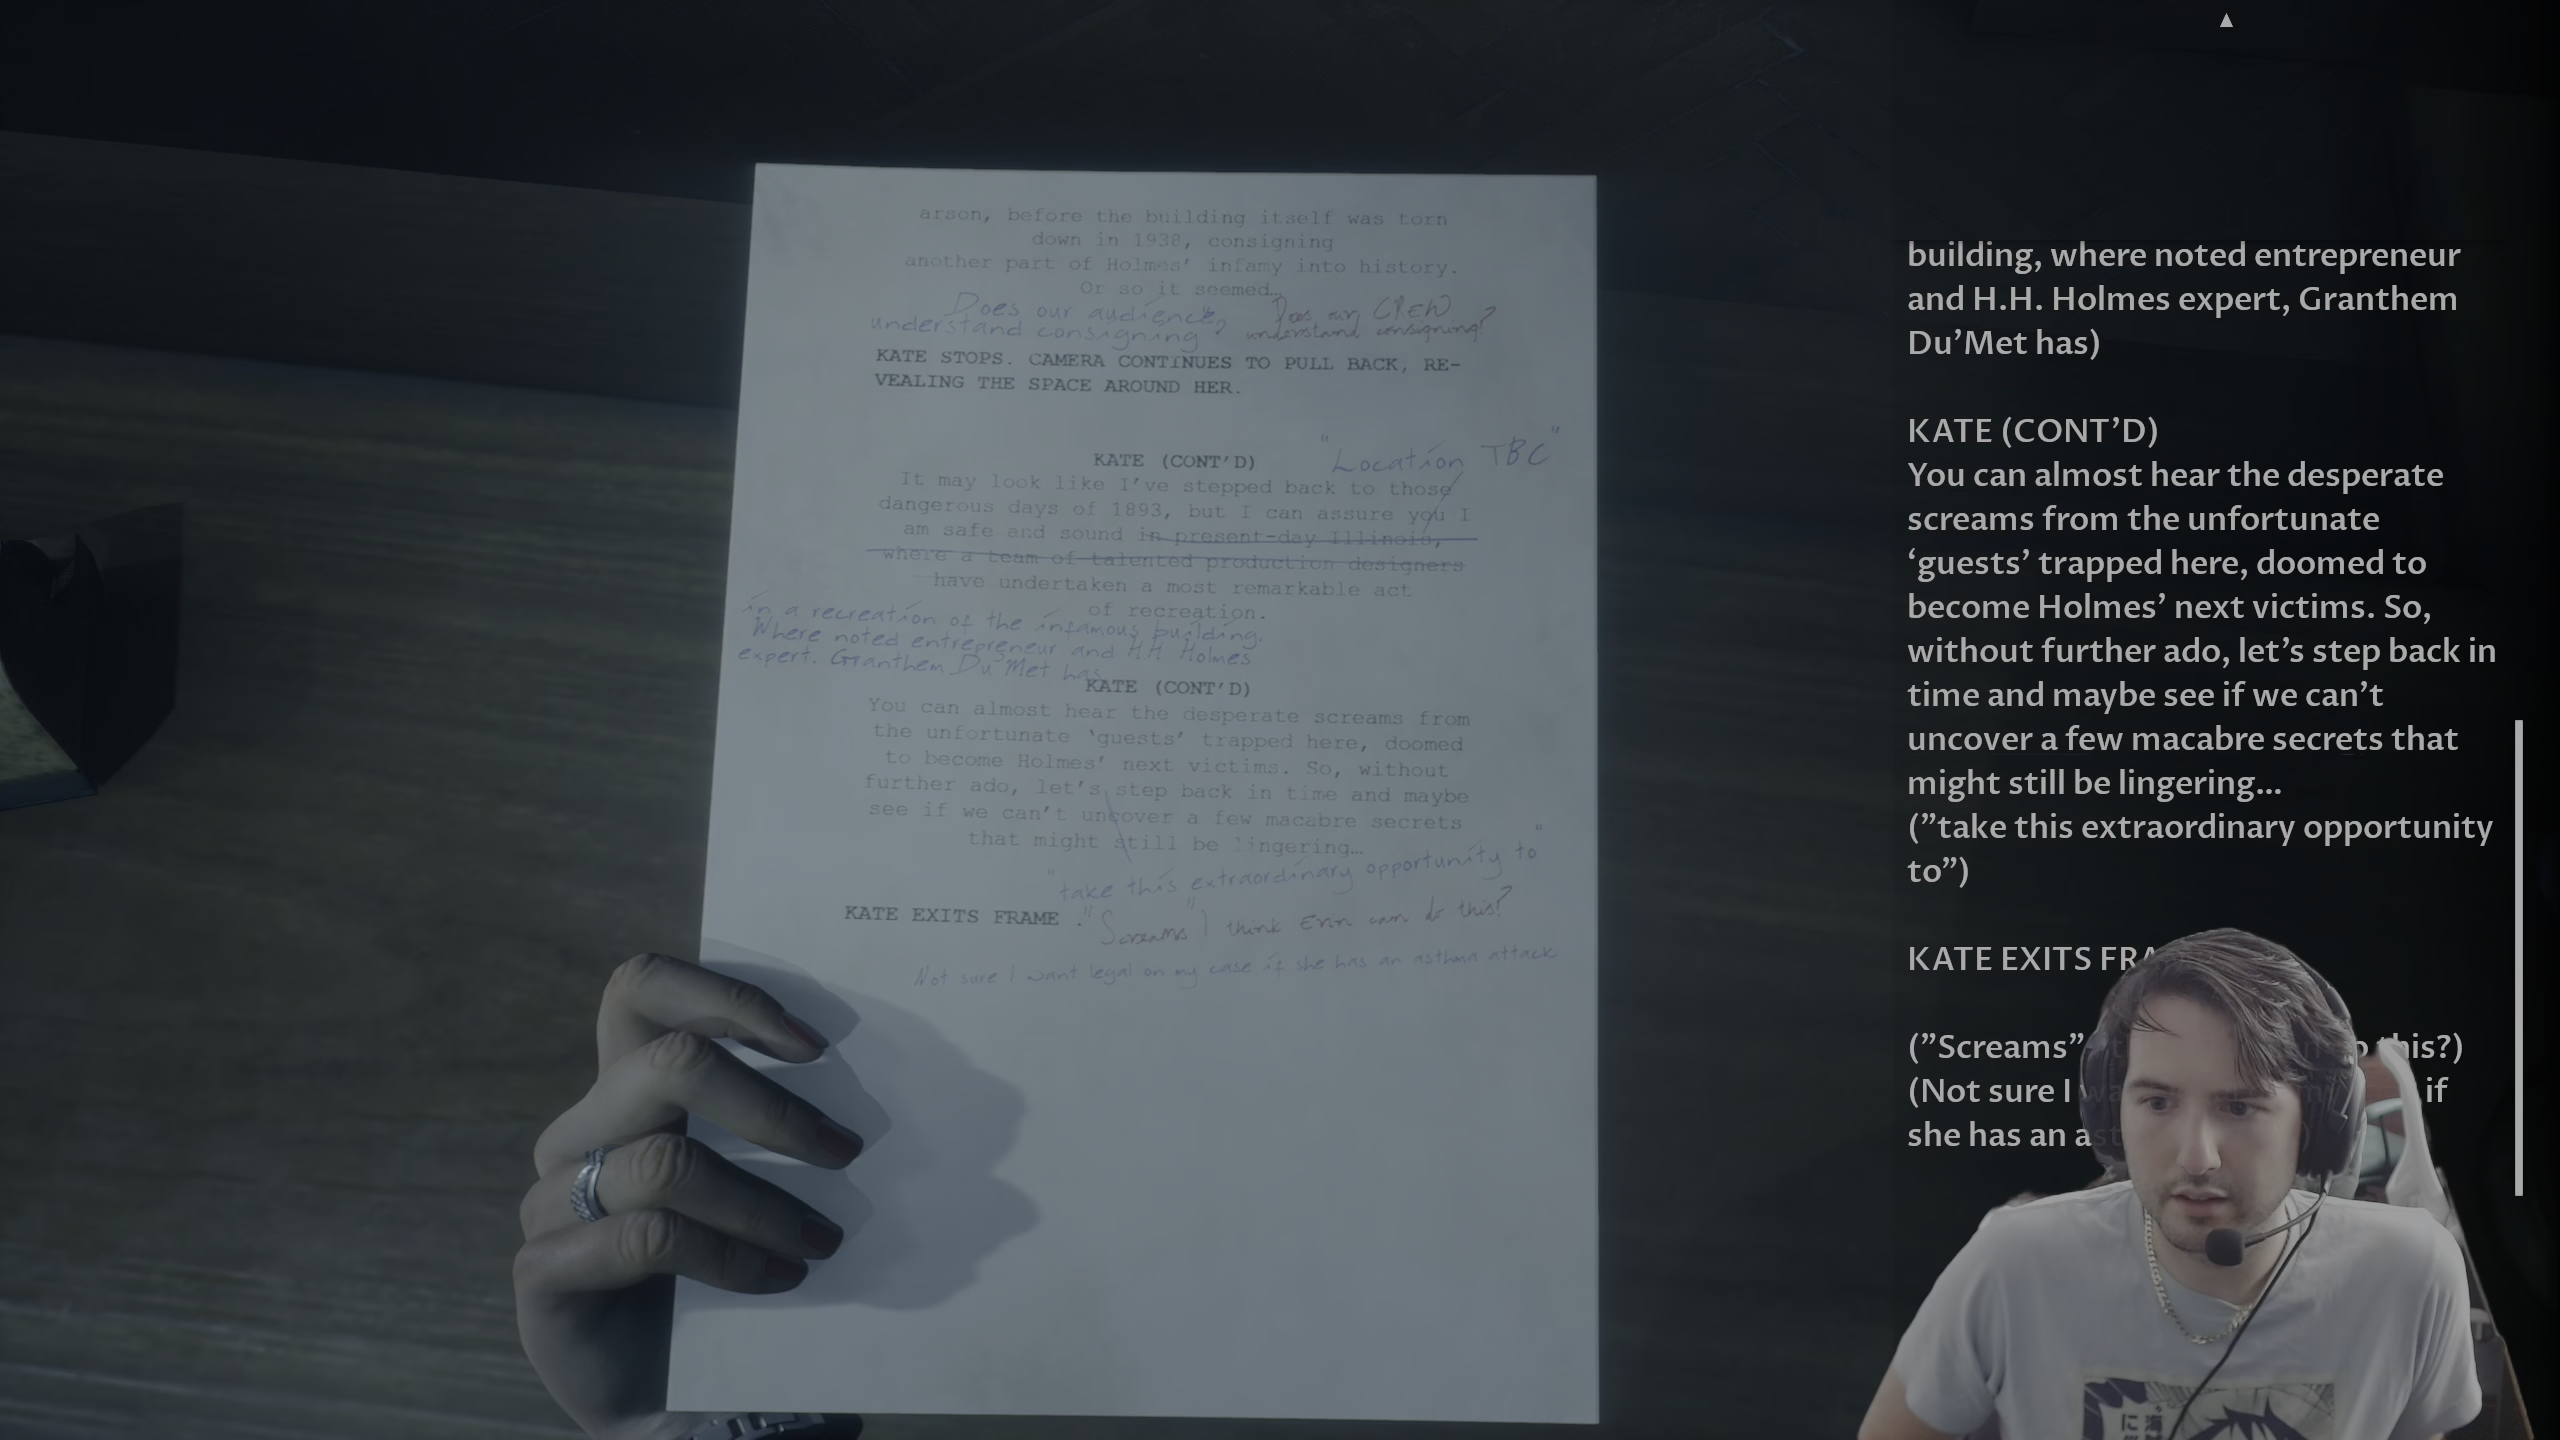 arson, before the building itself was torn
down in 1938, consigning
another part of Holmes' infamy into history.
Or so it seemed…
Does our audience Does our CREW
understand consigning? understand consigning?
KATE STOPS. CAMERA CONTINUES TO PULL BACK, RE-
VEALING THE SPACE AROUND HER.
"Location TBC"
KATE (CONT'D)
It may look like I've stepped back to those
dangerous days of 1893, but I can assure you I
am safe and sound in present-day Illinois,
where a team of talented production designers
have undertaken a most remarkable act
of recreation.
in a recreation of the infamous building.
Where noted entrepreneur and H.H Holmes
expert. Granthem Du'Met has
KATE (CONT'D)
You can almost hear the desperate screams from
the unfortunate 'guests' trapped here, doomed
to become Holmes' next victims. So, without
further ado, let's step back in time and maybe
see if we can't uncover a few macabre secrets
that might still be lingering…
"take this extraordinary opportunity to"
KATE EXITS FRAME . "Screams" I think Erin can do this?
Not sure I want legal on my case if she has an asthma attack
▲
building, where noted entrepreneur
and H.H. Holmes expert, Granthem
Du'Met has)
KATE (CONT'D)
You can almost hear the desperate
screams from the unfortunate
'guests' trapped here, doomed to
become Holmes' next victims. So,
without further ado, let's step back in
time and maybe see if we can't
uncover a few macabre secrets that
might still be lingering...
("take this extraordinary opportunity
to")
KATE EXITS FRA
("Screams" this?)
(Not sure I if
she has an